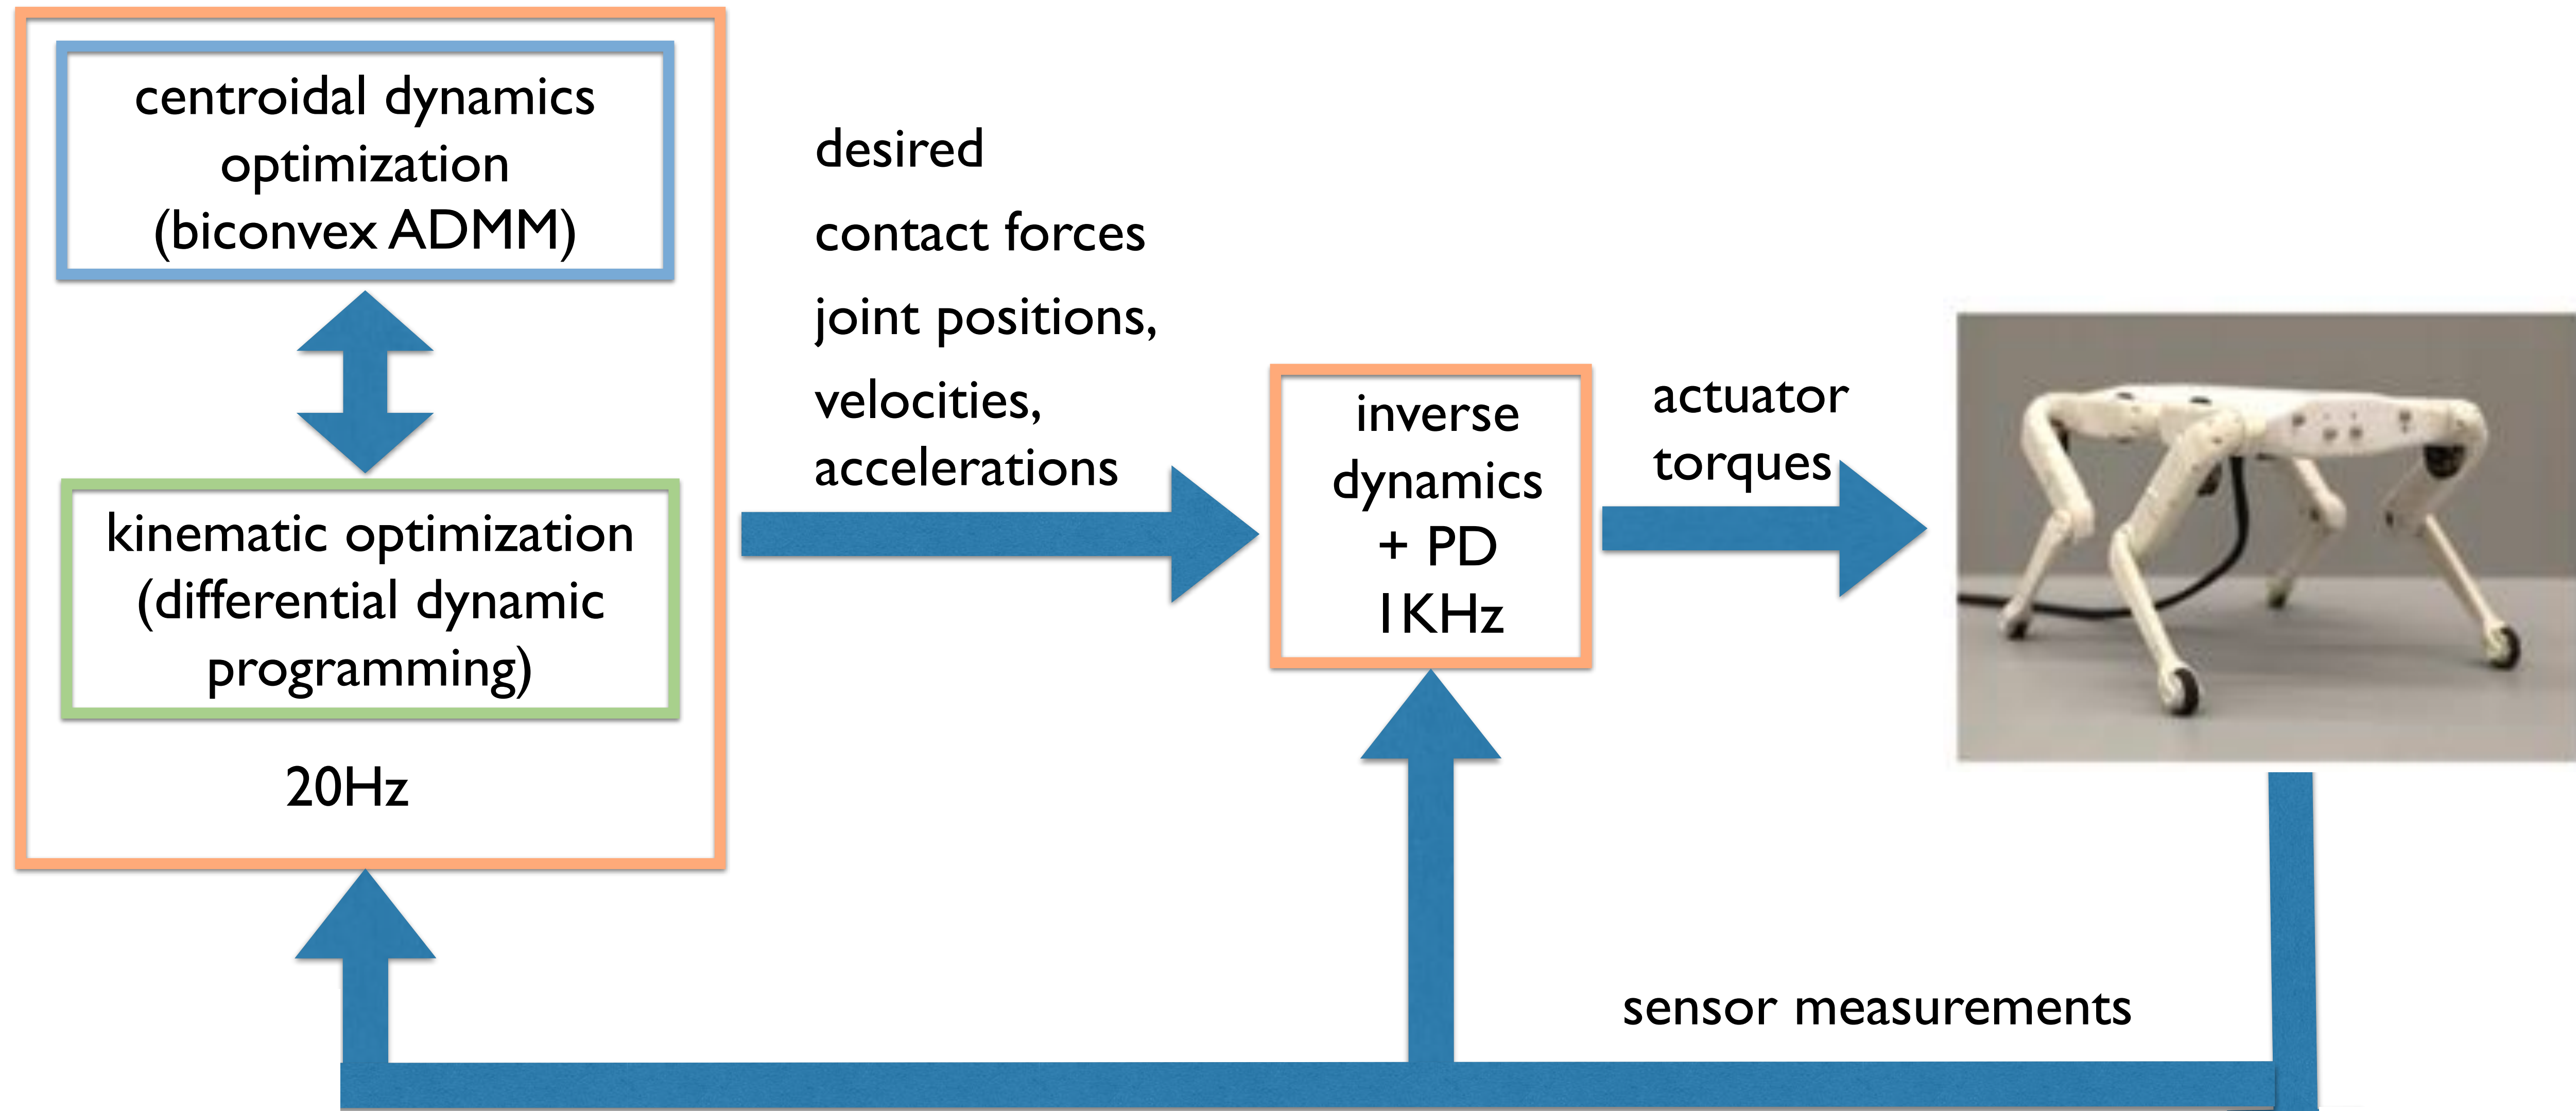 centroidal dynamics
optimization
(biconvex ADMM)
kinematic optimization
(differential dynamic
programming)
20Hz
desired
contact forces
joint positions,
velocities,
accelerations
inverse
dynamics
+ PD
1KHz
actuator
torques
sensor measurements